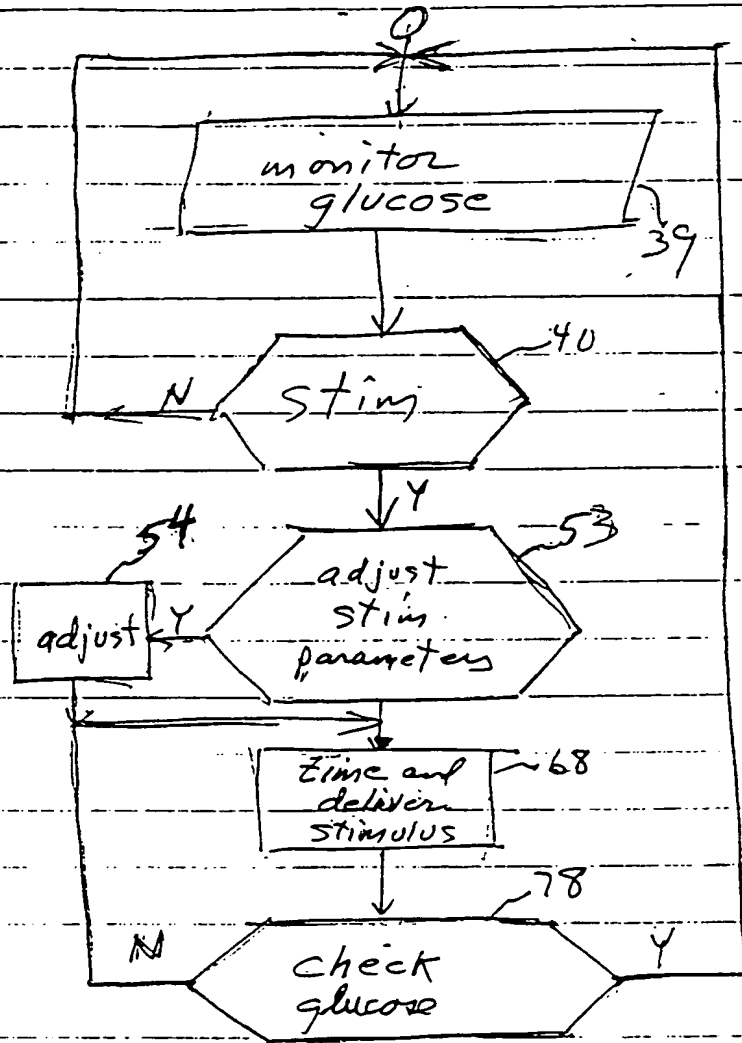 monitor
glucose
39
40
N
stim
Y
54
53
adjust
stim
parameters
Y
adjust
68
time and
deliver
stimulus
78
N
Y
check
glucose